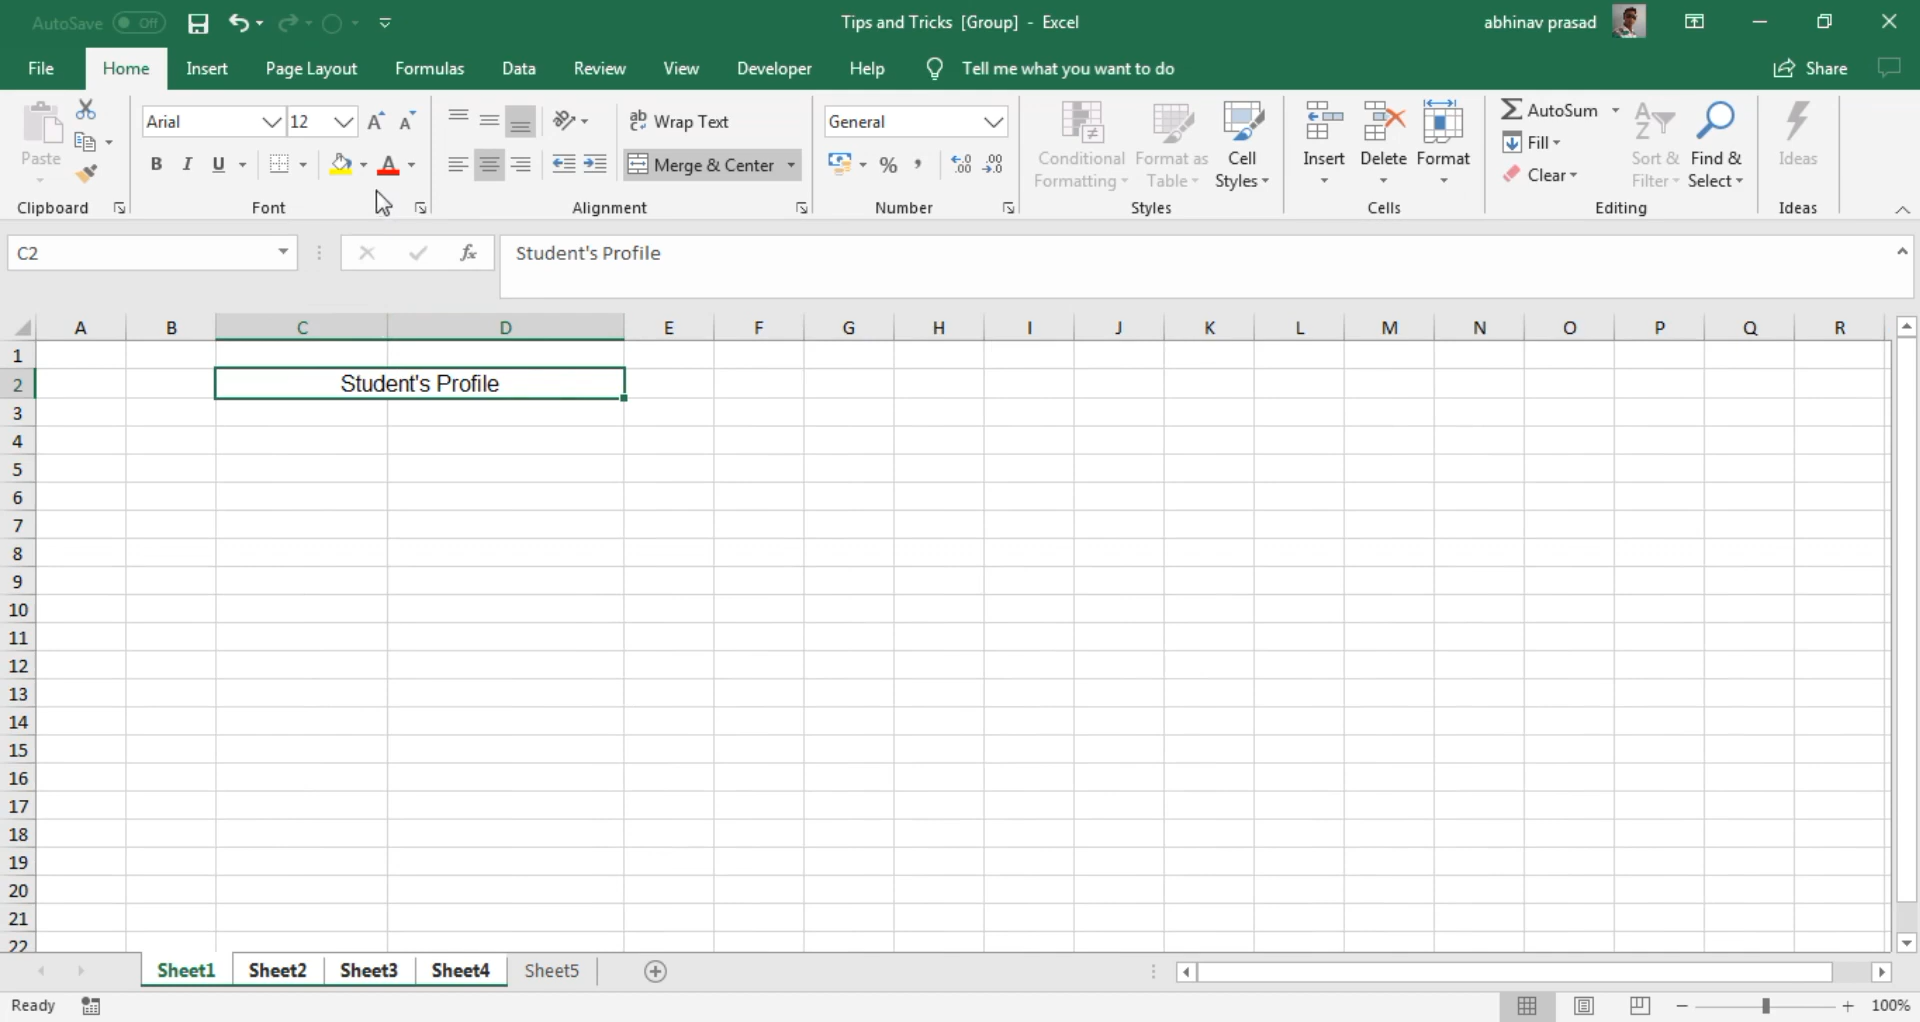 AutoSave Off Tips and Tricks [Group] - Excel abhinav prasad
File Home Insert Page Layout Formulas Data Review View Developer Help Tell me what you want to do Share
Paste
Clipboard
Arial 12
B I U A
Font
ab Wrap Text
Merge & Center
Alignment
General
% , .00 .00
Number
Conditional Formatting
Format as Table
Cell Styles
Styles
Insert Delete Format
Cells
AutoSum
Fill
Clear
Sort & Filter
Find & Select
Editing
Ideas
Ideas
C2 fx Student's Profile
A B C D E F G H I J K L M N O P Q R
1
2 Student's Profile
3
4
5
6
7
8
9
10
11
12
13
14
15
16
17
18
19
20
21
22
Sheet1 Sheet2 Sheet3 Sheet4 Sheet5
Ready 100%